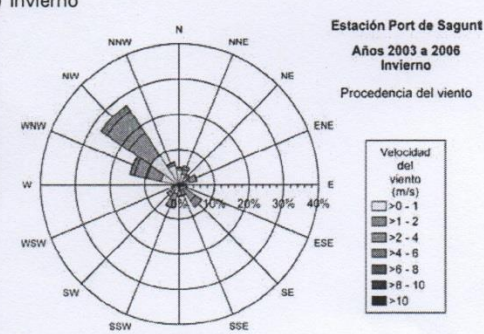 Invierno
Estación Port de Sagunt
Años 2003 a 2006
Invierno
Procedencia del viento
N
NNW
NNE
NW
NE
WNW
ENE
W
E
0% 10% 20% 30% 40%
WSW
ESE
SW
SE
SSW
SSE
Velocidad
del
viento
(m/s)
>0 - 1
>1 - 2
>2 - 4
>4 - 6
>6 - 8
>8 - 10
>10